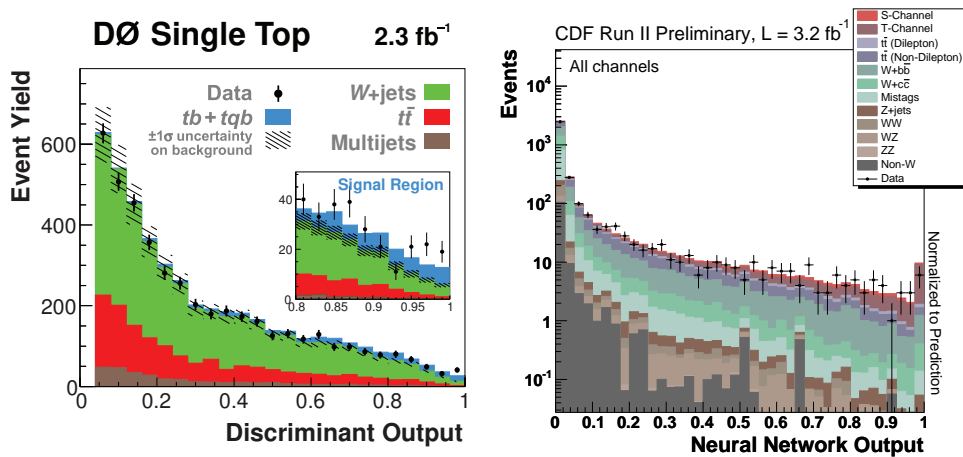 DØ Single Top 2.3 fb⁻¹
Event Yield
600
400
200
0
Data
tb + tqb
±1σ uncertainty
on background
W+jets
tt̄
Multijets
Signal Region
40
20
0
0.8 0.85 0.9 0.95 1
0 0.2 0.4 0.6 0.8 1
Discriminant Output
CDF Run II Preliminary, L = 3.2 fb⁻¹
All channels
Events
10⁴
10³
10²
10
1
10⁻¹
0 0.1 0.2 0.3 0.4 0.5 0.6 0.7 0.8 0.9 1
Neural Network Output
Normalized to Prediction
S-Channel
T-Channel
tt̄ (Dilepton)
tt̄ (Non-Dilepton)
W+bb̄
W+cc̄
Mistags
Z+jets
WW
WZ
ZZ
Non-W
Data